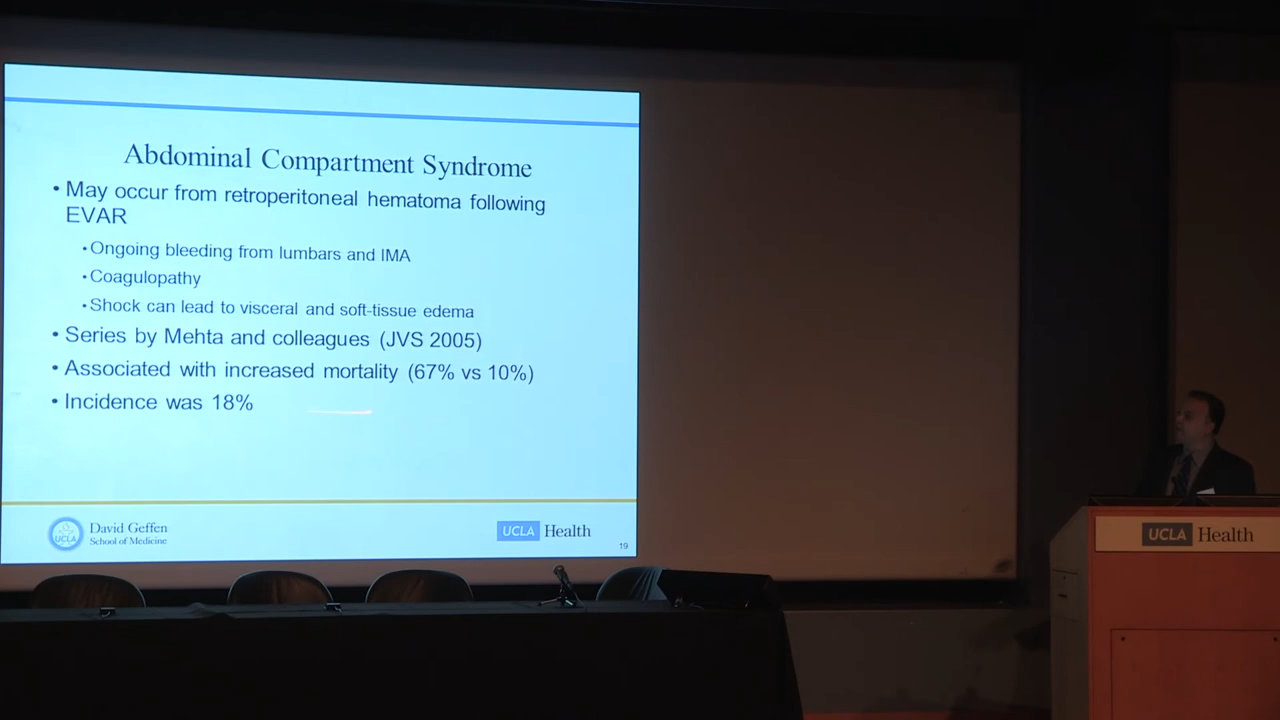 Abdominal Compartment Syndrome
• May occur from retroperitoneal hematoma following
EVAR
• Ongoing bleeding from lumbars and IMA
• Coagulopathy
• Shock can lead to visceral and soft-tissue edema
• Series by Mehta and colleagues (JVS 2005)
• Associated with increased mortality (67% vs 10%)
• Incidence was 18%
UCLA
David Geffen
School of Medicine
UCLA Health
19
UCLA Health